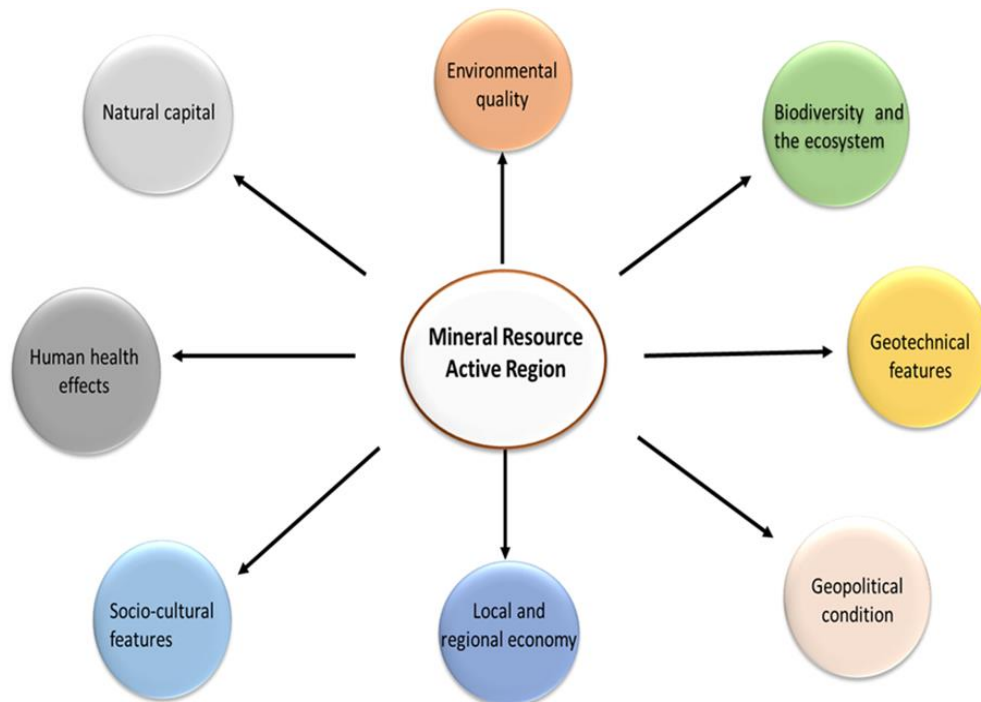 Environmental
quality
Natural capital
Biodiversity and
the ecosystem
Mineral Resource
Active Region
Human health
effects
Geotechnical
features
Socio-cultural
features
Local and
regional economy
Geopolitical
condition